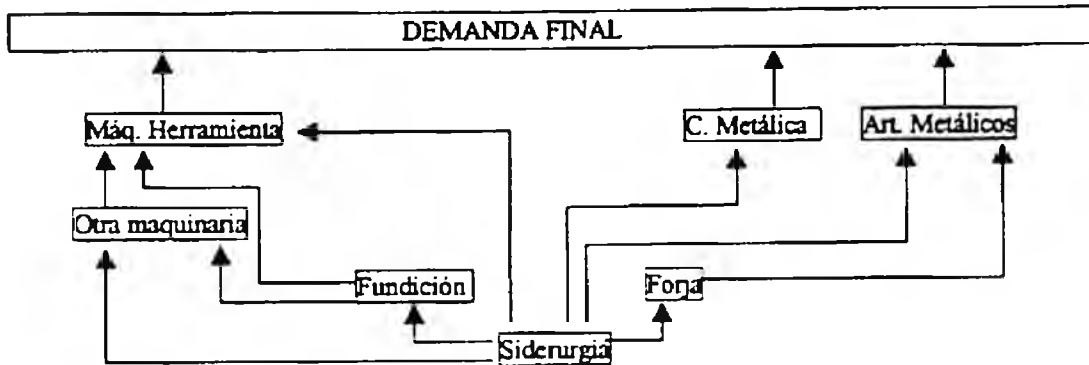 DEMANDA FINAL
Máq. Herramienta
C. Metálica
Art. Metálicos
Otra maquinaria
Fundición
Forja
Siderurgia